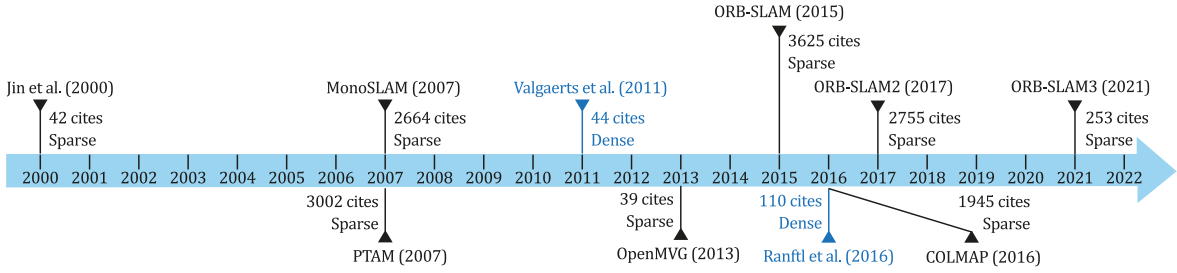 ORB-SLAM (2015)
3625 cites
Sparse
Jin et al. (2000)
42 cites
Sparse
MonoSLAM (2007)
2664 cites
Sparse
Valgaerts et al. (2011)
44 cites
Dense
ORB-SLAM2 (2017)
2755 cites
Sparse
ORB-SLAM3 (2021)
253 cites
Sparse
2000 2001 2002 2003 2004 2005 2006 2007 2008 2009 2010 2011 2012 2013 2014 2015 2016 2017 2018 2019 2020 2021 2022
3002 cites
Sparse
PTAM (2007)
39 cites
Sparse
OpenMVG (2013)
110 cites
Dense
Ranftl et al. (2016)
1945 cites
Sparse
COLMAP (2016)